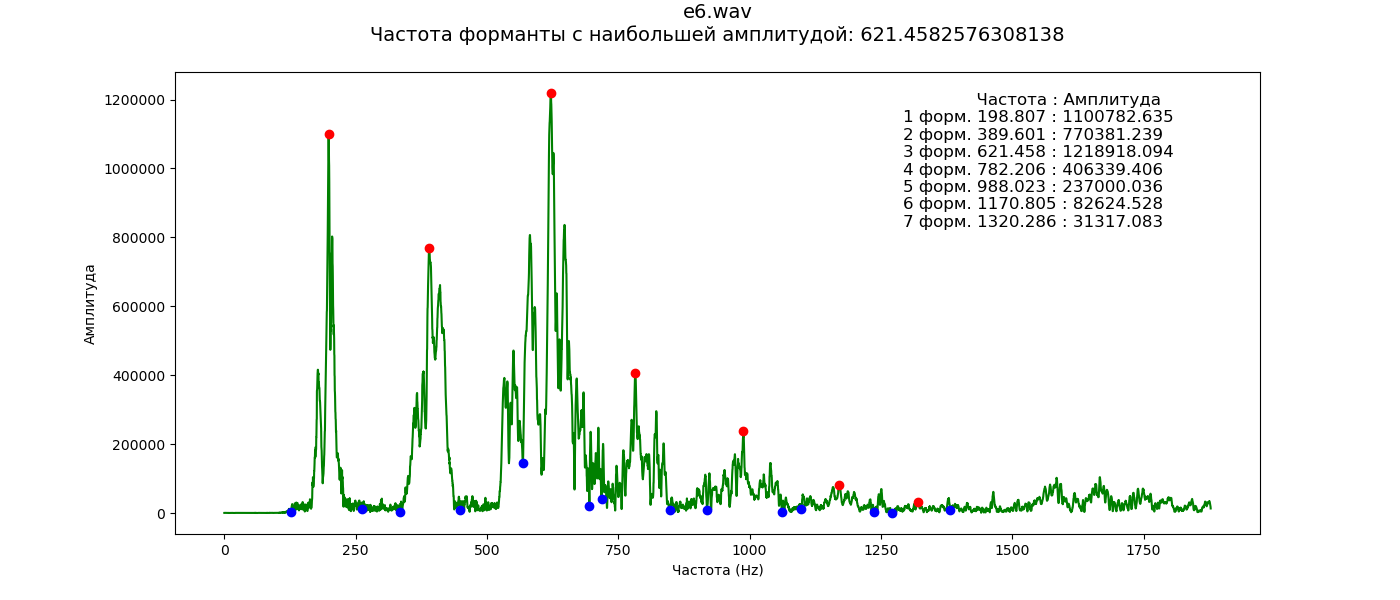 e6.wav
Частота форманты с наибольшей амплитудой: 621.4582576308138
Частота : Амплитуда
1 форм. 198.807 : 1100782.635
2 форм. 389.601 : 770381.239
3 форм. 621.458 : 1218918.094
4 форм. 782.206 : 406339.406
5 форм. 988.023 : 237000.036
6 форм. 1170.805 : 82624.528
7 форм. 1320.286 : 31317.083
Амплитуда
1200000
1000000
800000
600000
400000
200000
0
0 250 500 750 1000 1250 1500 1750
Частота (Hz)